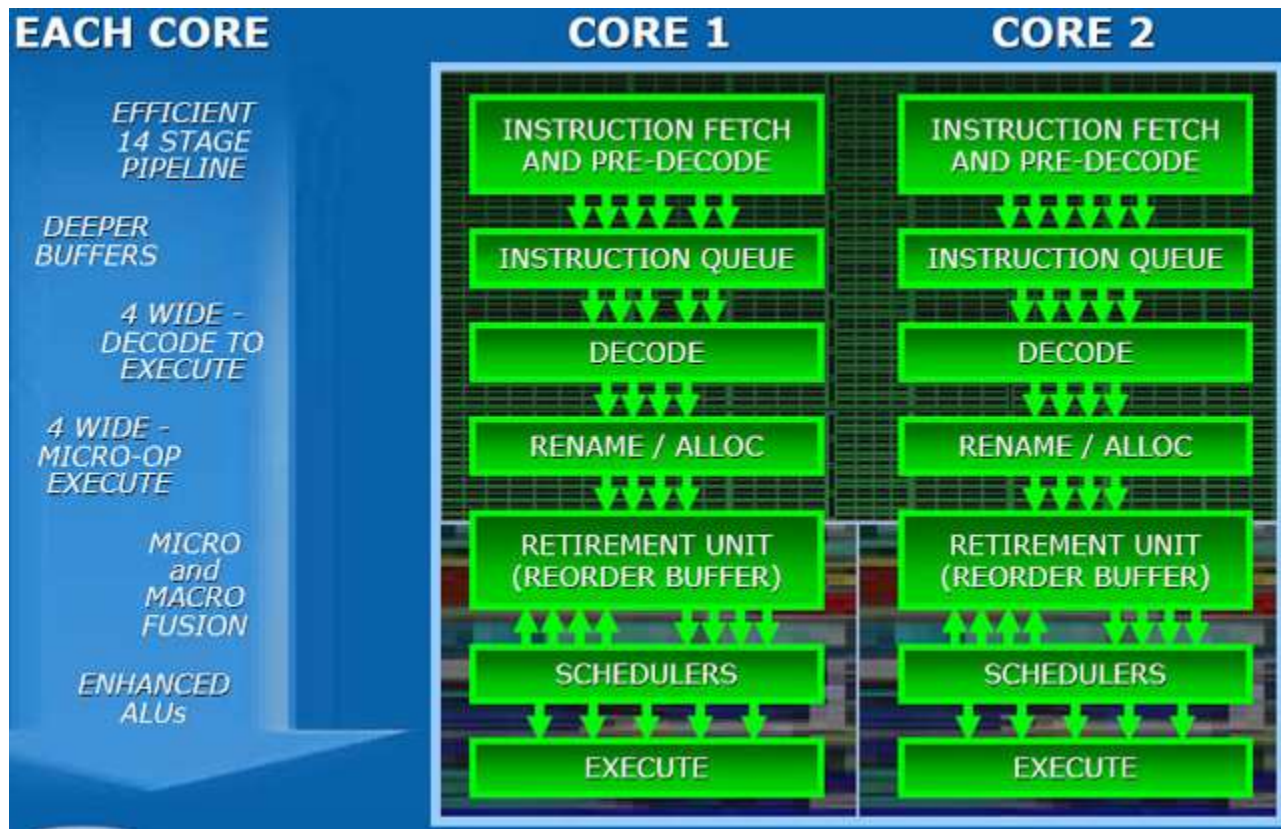 EACH CORE
EFFICIENT
14 STAGE
PIPELINE
DEEPER
BUFFERS
4 WIDE -
DECODE TO
EXECUTE
4 WIDE -
MICRO-OP
EXECUTE
MICRO
and
MACRO
FUSION
ENHANCED
ALUs
CORE 1
INSTRUCTION FETCH
AND PRE-DECODE
INSTRUCTION QUEUE
DECODE
RENAME / ALLOC
RETIREMENT UNIT
(REORDER BUFFER)
SCHEDULERS
EXECUTE
CORE 2
INSTRUCTION FETCH
AND PRE-DECODE
INSTRUCTION QUEUE
DECODE
RENAME / ALLOC
RETIREMENT UNIT
(REORDER BUFFER)
SCHEDULERS
EXECUTE